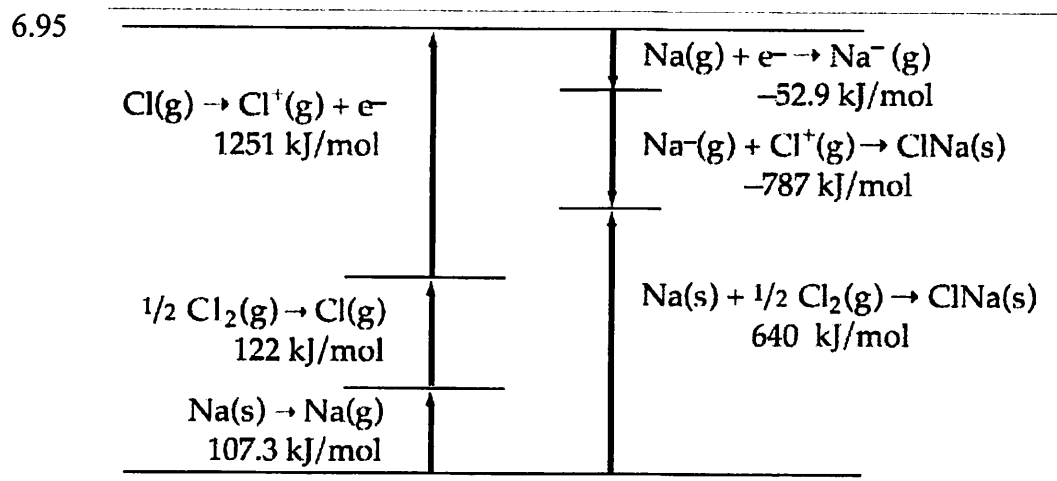 6.95
Na(g) + e⁻ → Na⁻ (g)
–52.9 kJ/mol
Cl(g) → Cl⁺(g) + e⁻
1251 kJ/mol
Na⁻(g) + Cl⁺(g) → ClNa(s)
–787 kJ/mol
1/2 Cl₂(g) → Cl(g)
122 kJ/mol
Na(s) + 1/2 Cl₂(g) → ClNa(s)
640 kJ/mol
Na(s) → Na(g)
107.3 kJ/mol